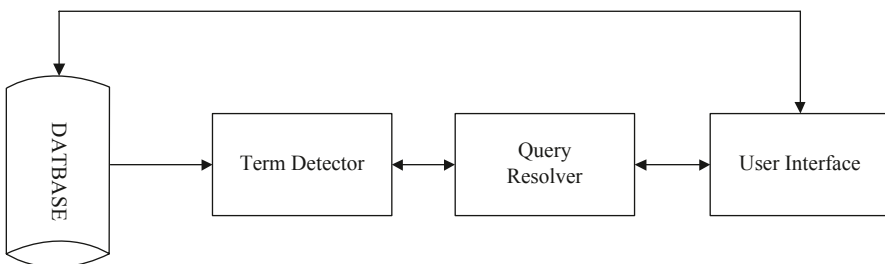 DATBASE
Term Detector
Query
Resolver
User Interface